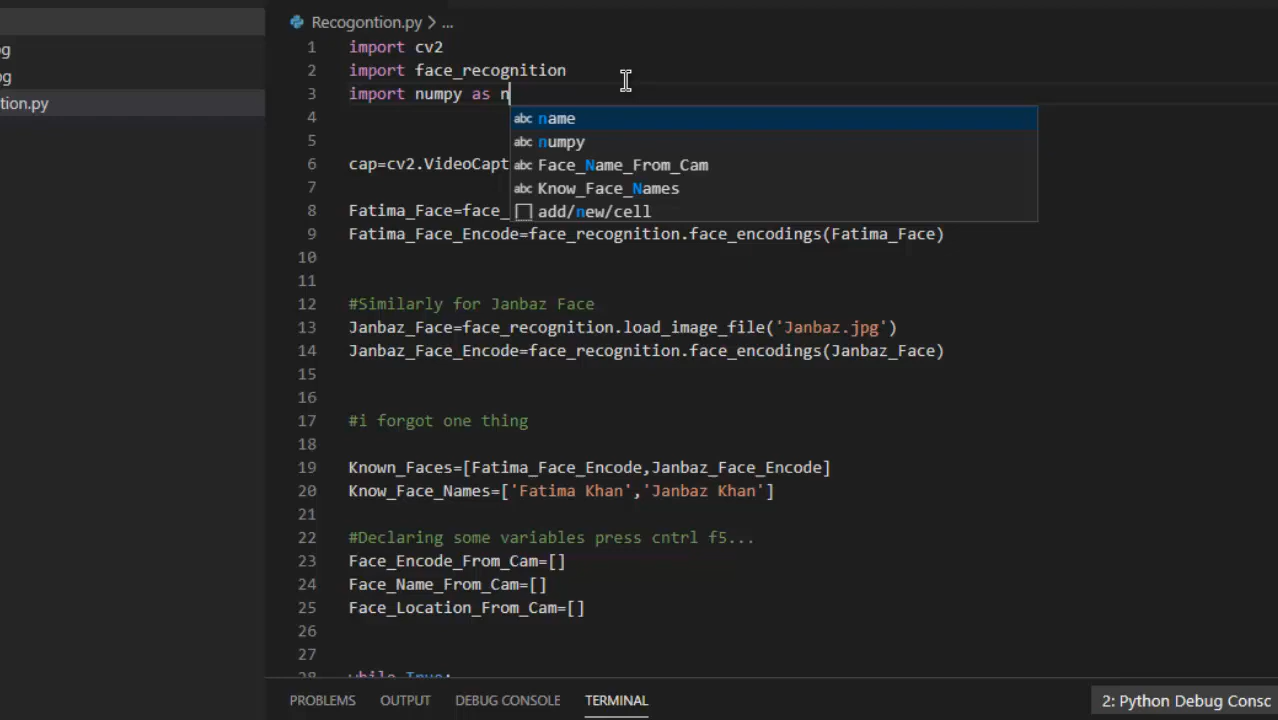 Recogontion.py > ...
g
g
tion.py
1 import cv2
2 import face_recognition
3 import numpy as n
abc name
abc numpy
abc Face_Name_From_Cam
abc Know_Face_Names
add/new/cell
4
5
6 cap=cv2.VideoCapt
7
8 Fatima_Face=face_
9 Fatima_Face_Encode=face_recognition.face_encodings(Fatima_Face)
10
11
12 #Similarly for Janbaz Face
13 Janbaz_Face=face_recognition.load_image_file('Janbaz.jpg')
14 Janbaz_Face_Encode=face_recognition.face_encodings(Janbaz_Face)
15
16
17 #i forgot one thing
18
19 Known_Faces=[Fatima_Face_Encode,Janbaz_Face_Encode]
20 Know_Face_Names=['Fatima Khan','Janbaz Khan']
21
22 #Declaring some variables press cntrl f5...
23 Face_Encode_From_Cam=[]
24 Face_Name_From_Cam=[]
25 Face_Location_From_Cam=[]
26
27
28 while True:
PROBLEMS OUTPUT DEBUG CONSOLE TERMINAL 2: Python Debug Consc